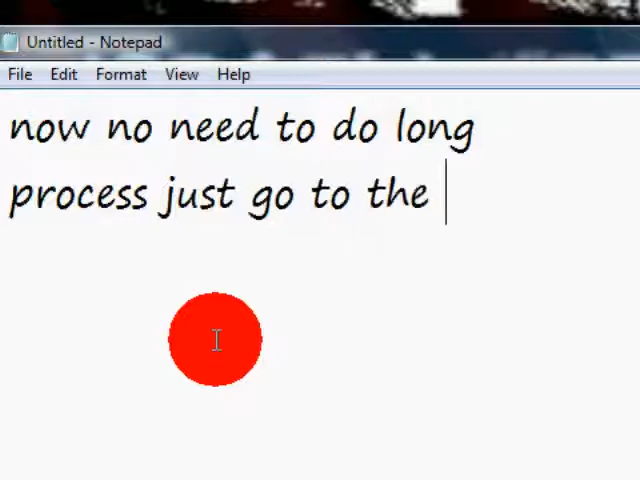 Untitled - Notepad
File Edit Format View Help
now no need to do long
process just go to the